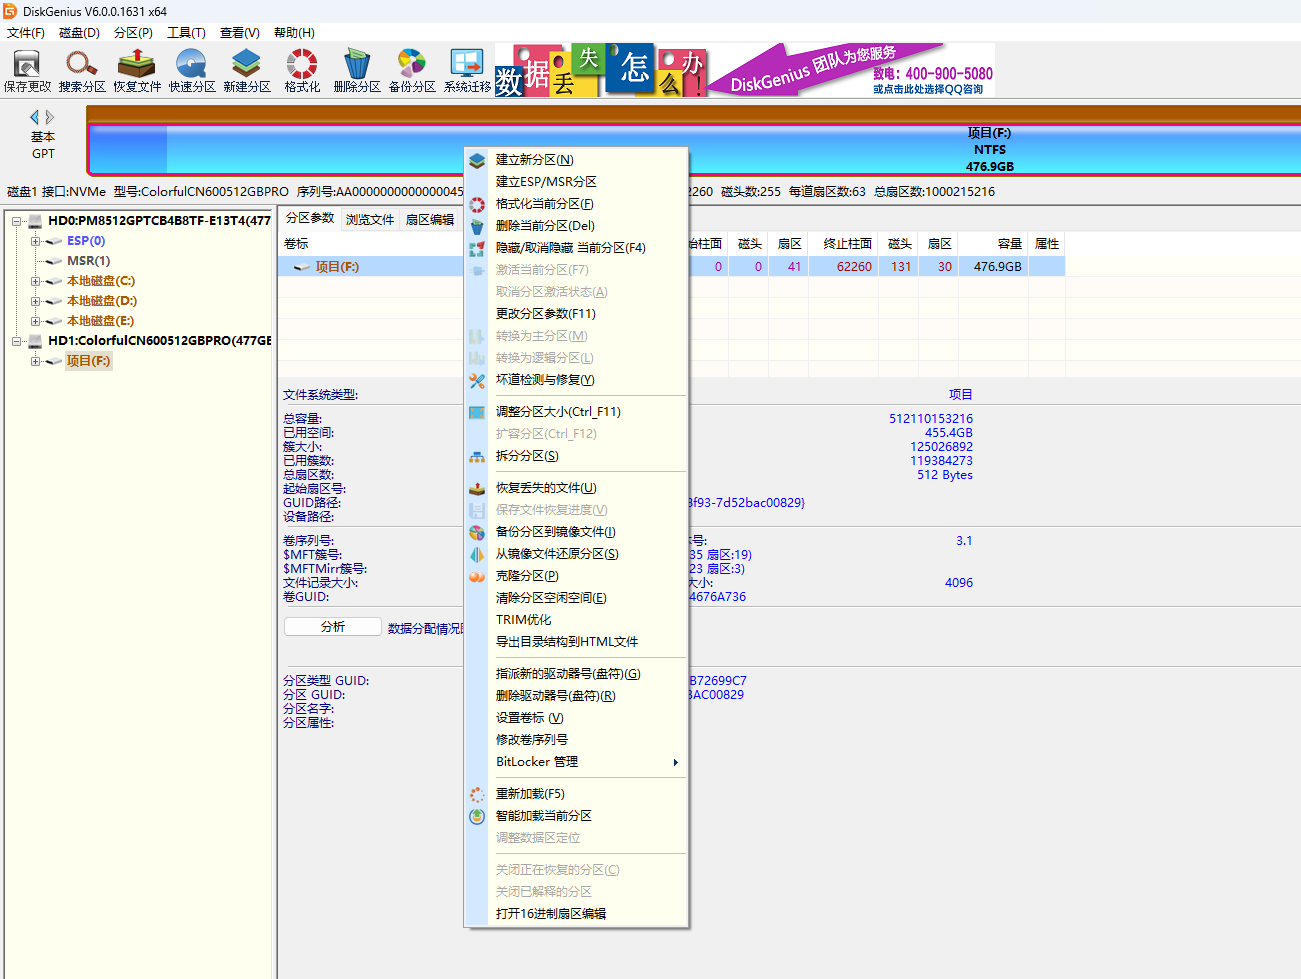 DiskGenius V6.0.0.1631 x64
文件(F) 磁盘(D) 分区(P) 工具(T) 查看(V) 帮助(H)
保存更改 搜索分区 恢复文件 快速分区 新建分区 格式化 删除分区 备份分区 系统迁移
数据丢失怎么办!
DiskGenius 团队为您服务
致电: 400-900-5080
或点击此处选择QQ咨询
基本
GPT
项目(F:)
NTFS
476.9GB
磁盘1 接口:NVMe 型号:ColorfulCN600512GBPRO 序列号:AA00000000000000045
2260 磁头数:255 每道扇区数:63 总扇区数:1000215216
HD0:PM8512GPTCB4B8TF-E13T4(477
ESP(0)
MSR(1)
本地磁盘(C:)
本地磁盘(D:)
本地磁盘(E:)
HD1:ColorfulCN600512GBPRO(477GB
项目(F:)
分区参数 浏览文件 扇区编辑
卷标 始柱面 磁头 扇区 终止柱面 磁头 扇区 容量 属性
项目(F:) 0 0 41 62260 131 30 476.9GB
文件系统类型: 项目
总容量: 512110153216
已用空间: 455.4GB
簇大小: 125026892
已用簇数: 119384273
总扇区数: 512 Bytes
起始扇区号:
GUID路径: 3f93-7d52bac00829}
设备路径:
卷序列号: 本号: 3.1
$MFT簇号: 35 扇区:19)
$MFTMirr簇号: 23 扇区:3)
文件记录大小: 大小: 4096
卷GUID: 4676A736
分析 数据分配情况
分区类型 GUID: B72699C7
分区 GUID: BAC00829
分区名字:
分区属性:
建立新分区(N)
建立ESP/MSR分区
格式化当前分区(F)
删除当前分区(Del)
隐藏/取消隐藏 当前分区(F4)
激活当前分区(F7)
取消分区激活状态(A)
更改分区参数(F11)
转换为主分区(M)
转换为逻辑分区(L)
坏道检测与修复(Y)
调整分区大小(Ctrl_F11)
扩容分区(Ctrl_F12)
拆分分区(S)
恢复丢失的文件(U)
保存文件恢复进度(V)
备份分区到镜像文件(I)
从镜像文件还原分区(S)
克隆分区(P)
清除分区空闲空间(E)
TRIM优化
导出目录结构到HTML文件
指派新的驱动器号(盘符)(G)
删除驱动器号(盘符)(R)
设置卷标 (V)
修改卷序列号
BitLocker 管理
重新加载(F5)
智能加载当前分区
调整数据区定位
关闭正在恢复的分区(C)
关闭已解释的分区
打开16进制扇区编辑